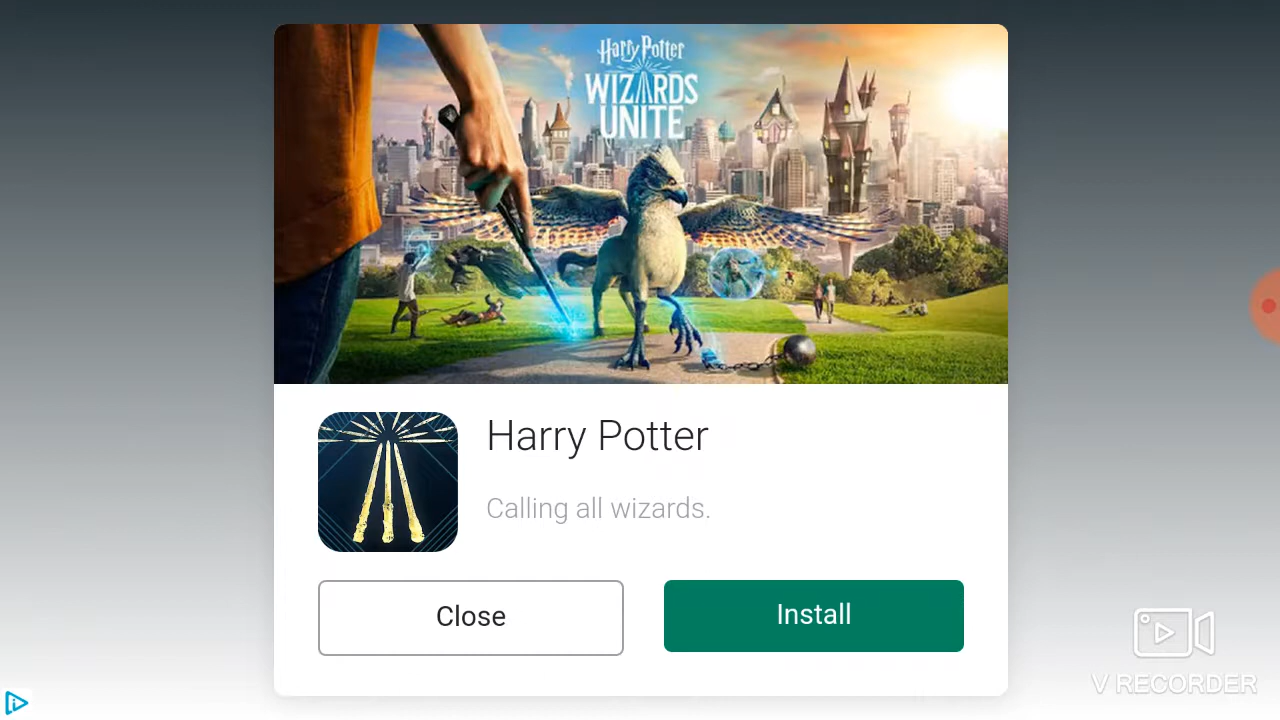 Harry Potter
WIZARDS
UNITE
Harry Potter
Calling all wizards.
Close
Install
V RECORDER